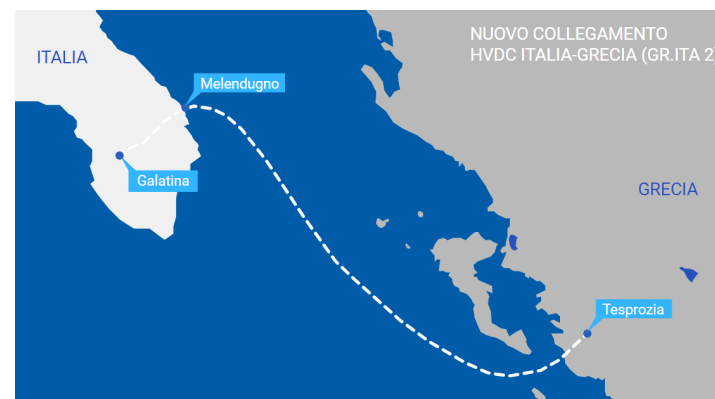 NUOVO COLLEGAMENTO
HVDC ITALIA-GRECIA (GR.ITA 2)
ITALIA
Melendugno
Galatina
GRECIA
Tesprozia